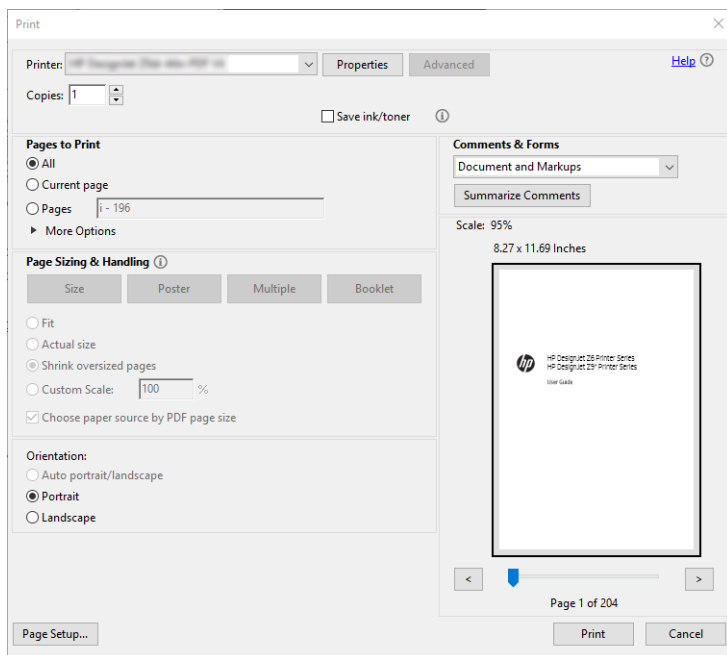 Print
Printer: Properties Advanced Help
Copies: 1
Save ink/toner
Pages to Print
All
Current page
Pages i - 196
More Options
Page Sizing & Handling
Size Poster Multiple Booklet
Fit
Actual size
Shrink oversized pages
Custom Scale: 100 %
Choose paper source by PDF page size
Orientation:
Auto portrait/landscape
Portrait
Landscape
Comments & Forms
Document and Markups
Summarize Comments
Scale: 95%
8.27 x 11.69 Inches
hp
HP DesignJet Z6 Printer Series
HP DesignJet Z9⁺ Printer Series
User Guide
< >
Page 1 of 204
Page Setup... Print Cancel